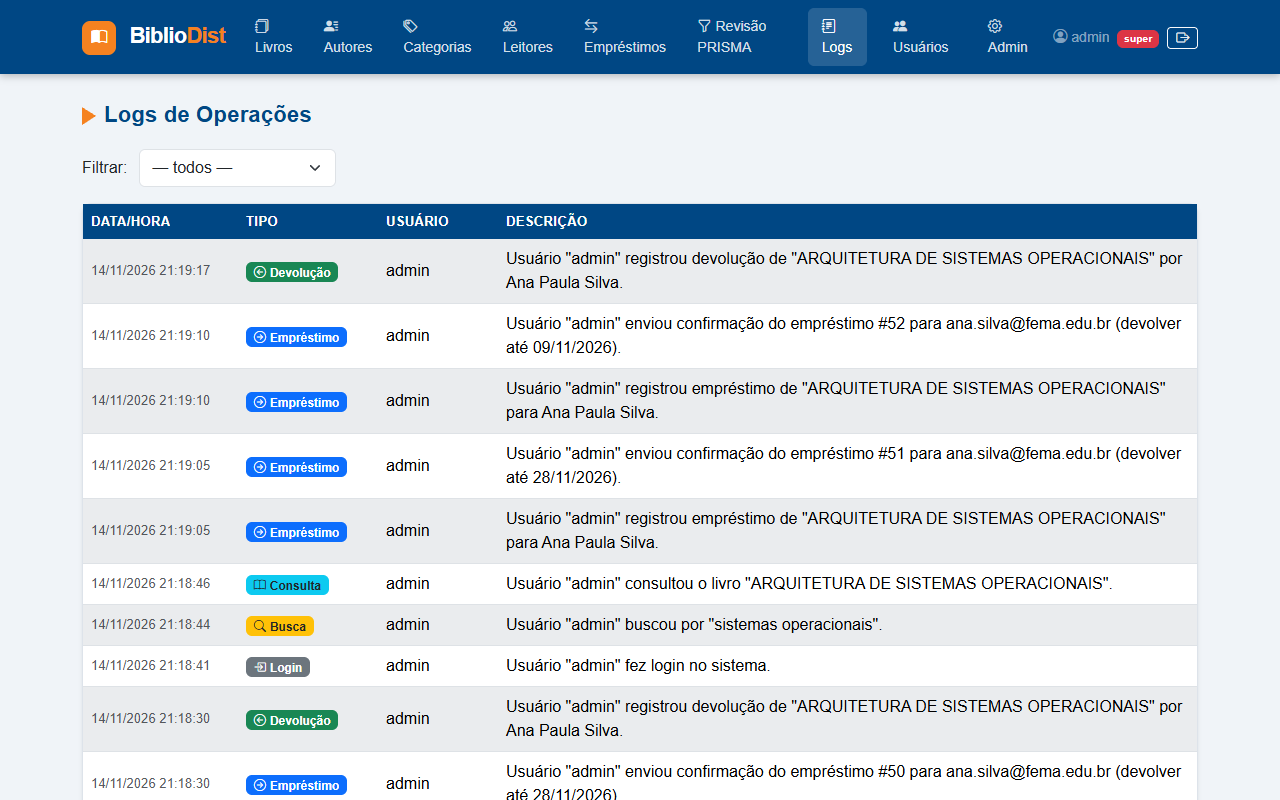 BiblioDist
Livros
Autores
Categorias
Leitores
Empréstimos
Revisão
PRISMA
Logs
Usuários
Admin
admin super
Logs de Operações
Filtrar: — todos —
DATA/HORA TIPO USUÁRIO DESCRIÇÃO
14/11/2026 21:19:17 Devolução admin Usuário "admin" registrou devolução de "ARQUITETURA DE SISTEMAS OPERACIONAIS" por
Ana Paula Silva.
14/11/2026 21:19:10 Empréstimo admin Usuário "admin" enviou confirmação do empréstimo #52 para ana.silva@fema.edu.br (devolver
até 09/11/2026).
14/11/2026 21:19:10 Empréstimo admin Usuário "admin" registrou empréstimo de "ARQUITETURA DE SISTEMAS OPERACIONAIS"
para Ana Paula Silva.
14/11/2026 21:19:05 Empréstimo admin Usuário "admin" enviou confirmação do empréstimo #51 para ana.silva@fema.edu.br (devolver
até 28/11/2026).
14/11/2026 21:19:05 Empréstimo admin Usuário "admin" registrou empréstimo de "ARQUITETURA DE SISTEMAS OPERACIONAIS"
para Ana Paula Silva.
14/11/2026 21:18:46 Consulta admin Usuário "admin" consultou o livro "ARQUITETURA DE SISTEMAS OPERACIONAIS".
14/11/2026 21:18:44 Busca admin Usuário "admin" buscou por "sistemas operacionais".
14/11/2026 21:18:41 Login admin Usuário "admin" fez login no sistema.
14/11/2026 21:18:30 Devolução admin Usuário "admin" registrou devolução de "ARQUITETURA DE SISTEMAS OPERACIONAIS" por
Ana Paula Silva.
14/11/2026 21:18:30 Empréstimo admin Usuário "admin" enviou confirmação do empréstimo #50 para ana.silva@fema.edu.br (devolver
até 28/11/2026)